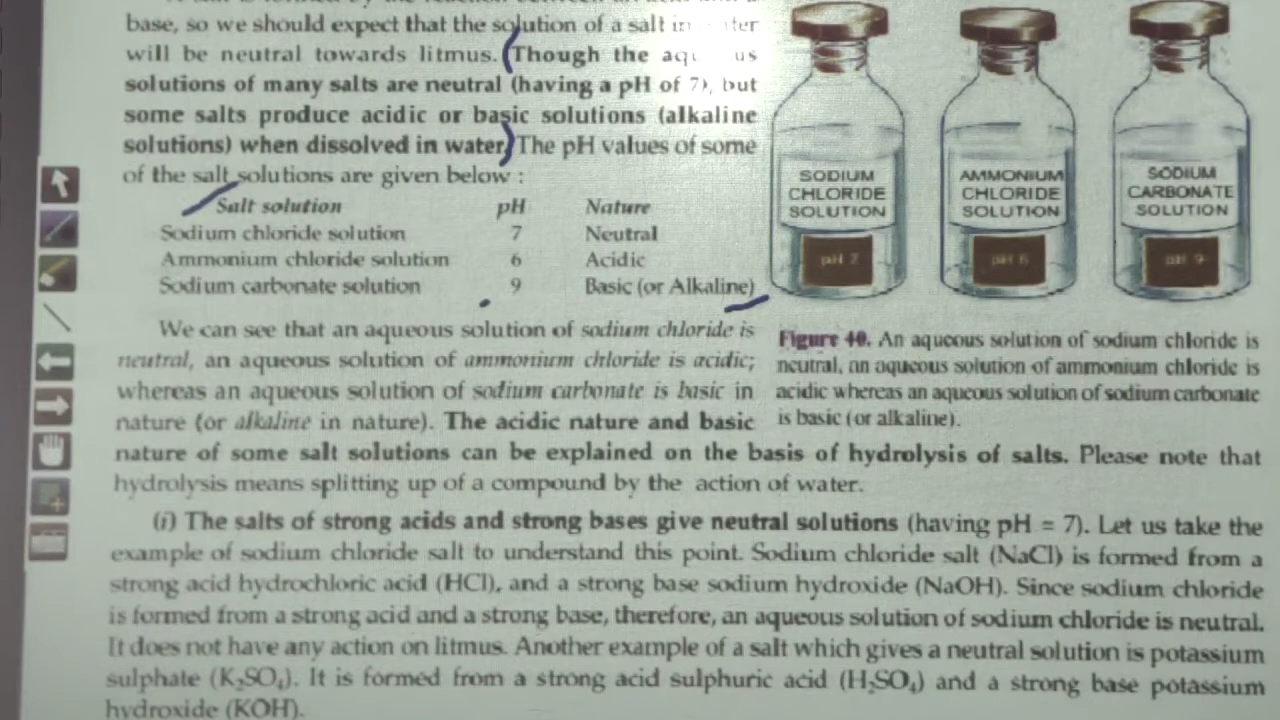 base, so we should expect that the solution of a salt in
will be neutral towards litmus. (Though the aqu us
solutions of many salts are neutral (having a pH of 7), but
some salts produce acidic or basic solutions (alkaline
solutions) when dissolved in water.) The pH values of some
of the salt solutions are given below :
Salt solution pH Nature
Sodium chloride solution 7 Neutral
Ammonium chloride solution 6 Acidic
Sodium carbonate solution 9 Basic (or Alkaline)
We can see that an aqueous solution of sodium chloride is
neutral, an aqueous solution of ammonium chloride is acidic;
whereas an aqueous solution of sodium carbonate is basic in
nature (or alkaline in nature). The acidic nature and basic
nature of some salt solutions can be explained on the basis of hydrolysis of salts. Please note that
hydrolysis means splitting up of a compound by the action of water.
SODIUM
CHLORIDE
SOLUTION
pH 7
AMMONIUM
CHLORIDE
SOLUTION
pH 6
SODIUM
CARBONATE
SOLUTION
pH 9
Figure 40. An aqueous solution of sodium chloride is
neutral, an aqueous solution of ammonium chloride is
acidic whereas an aqueous solution of sodium carbonate
is basic (or alkaline).
(i) The salts of strong acids and strong bases give neutral solutions (having pH = 7). Let us take the
example of sodium chloride salt to understand this point. Sodium chloride salt (NaCl) is formed from a
strong acid hydrochloric acid (HCl), and a strong base sodium hydroxide (NaOH). Since sodium chloride
is formed from a strong acid and a strong base, therefore, an aqueous solution of sodium chloride is neutral.
It does not have any action on litmus. Another example of a salt which gives a neutral solution is potassium
sulphate (K₂SO₄). It is formed from a strong acid sulphuric acid (H₂SO₄) and a strong base potassium
hydroxide (KOH).